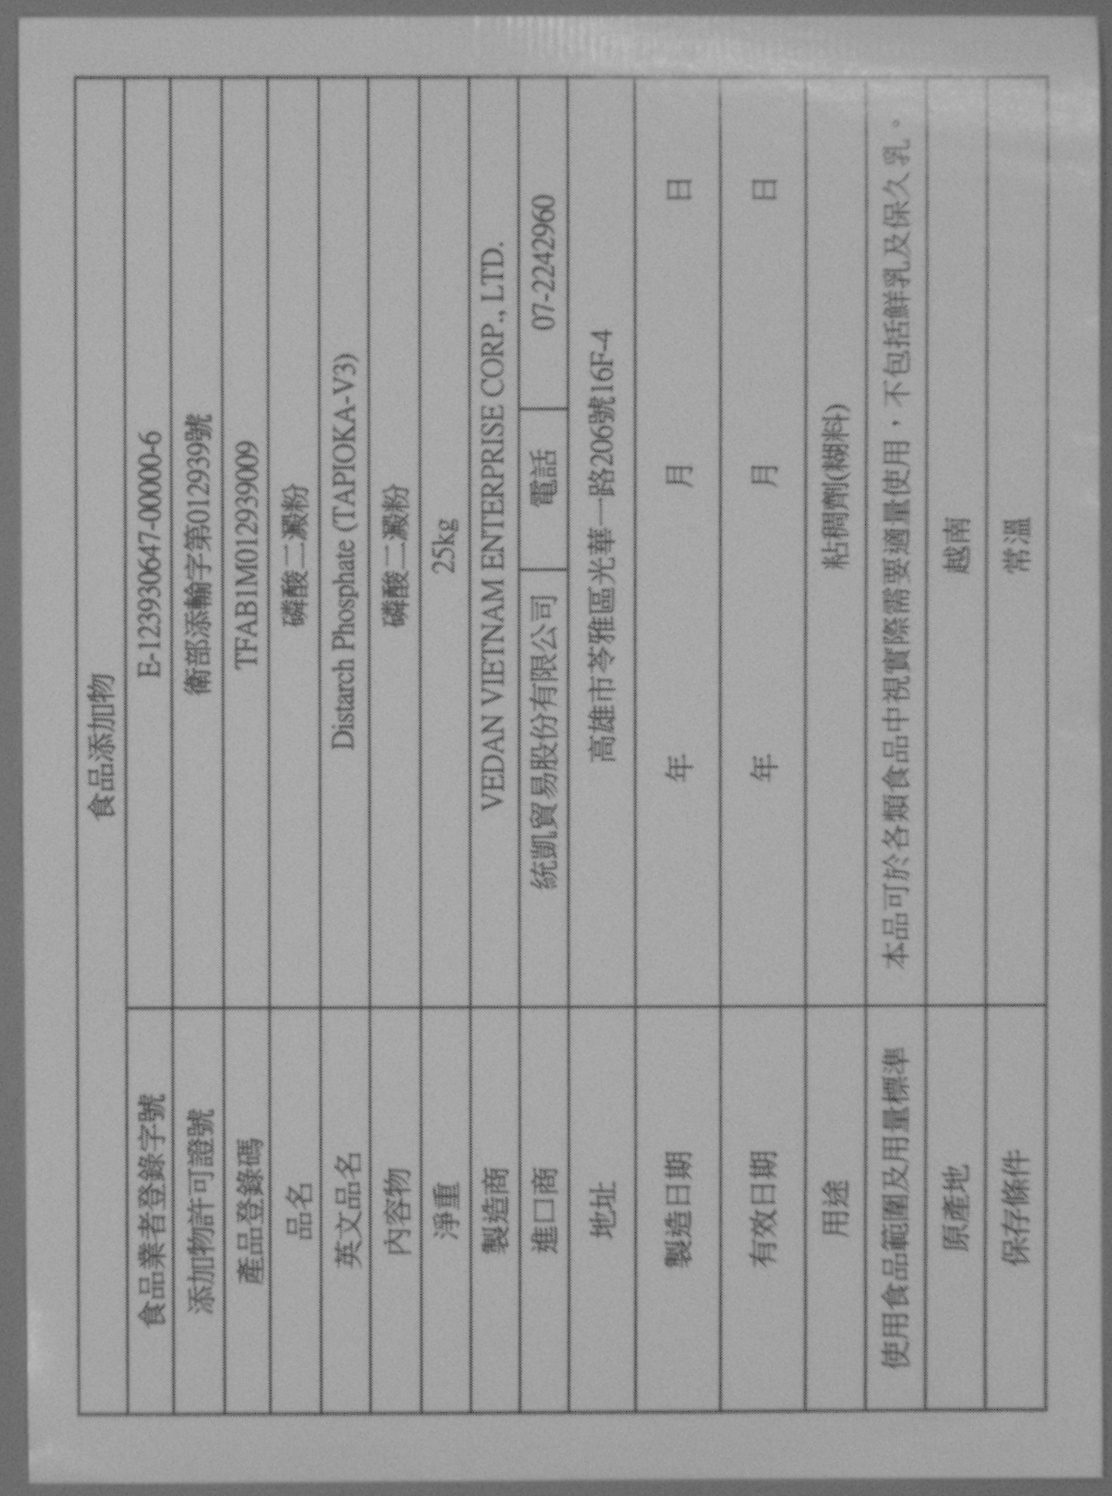 食品添加物
食品業者登錄字號 E-123930647-00000-6
添加物許可證號 衛部添輸字第012939號
產品登錄碼 TFAB1M012939009
品名 磷酸二澱粉
英文品名 Distarch Phosphate (TAPIOKA-V3)
內容物 磷酸二澱粉
淨重 25kg
製造商 VEDAN VIETNAM ENTERPRISE CORP., LTD.
進口商 統凱貿易股份有限公司 電話 07-2242960
地址 高雄市苓雅區光華一路206號16F-4
製造日期 年 月 日
有效日期 年 月 日
用途 粘稠劑(糊料)
使用食品範圍及用量標準 本品可於各類食品中視實際需要適量使用，不包括鮮乳及保久乳。
原產地 越南
保存條件 常溫